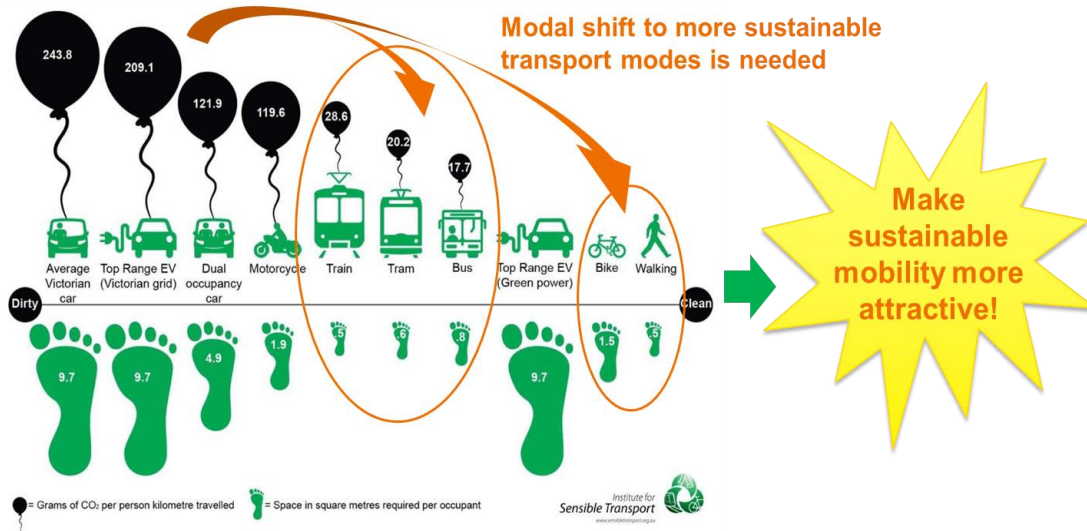 Modal shift to more sustainable
transport modes is needed
243.8
209.1
121.9
119.6
28.6
20.2
17.7
Average
Victorian
car
Top Range EV
(Victorian grid)
Dual
occupancy
car
Motorcycle
Train
Tram
Bus
Top Range EV
(Green power)
Bike
Walking
Dirty
Clean
9.7
9.7
4.9
1.9
.5
.6
.8
9.7
1.5
.5
= Grams of CO₂ per person kilometre travelled
= Space in square metres required per occupant
Institute for
Sensible Transport
www.sensibletransport.org.au
Make
sustainable
mobility more
attractive!